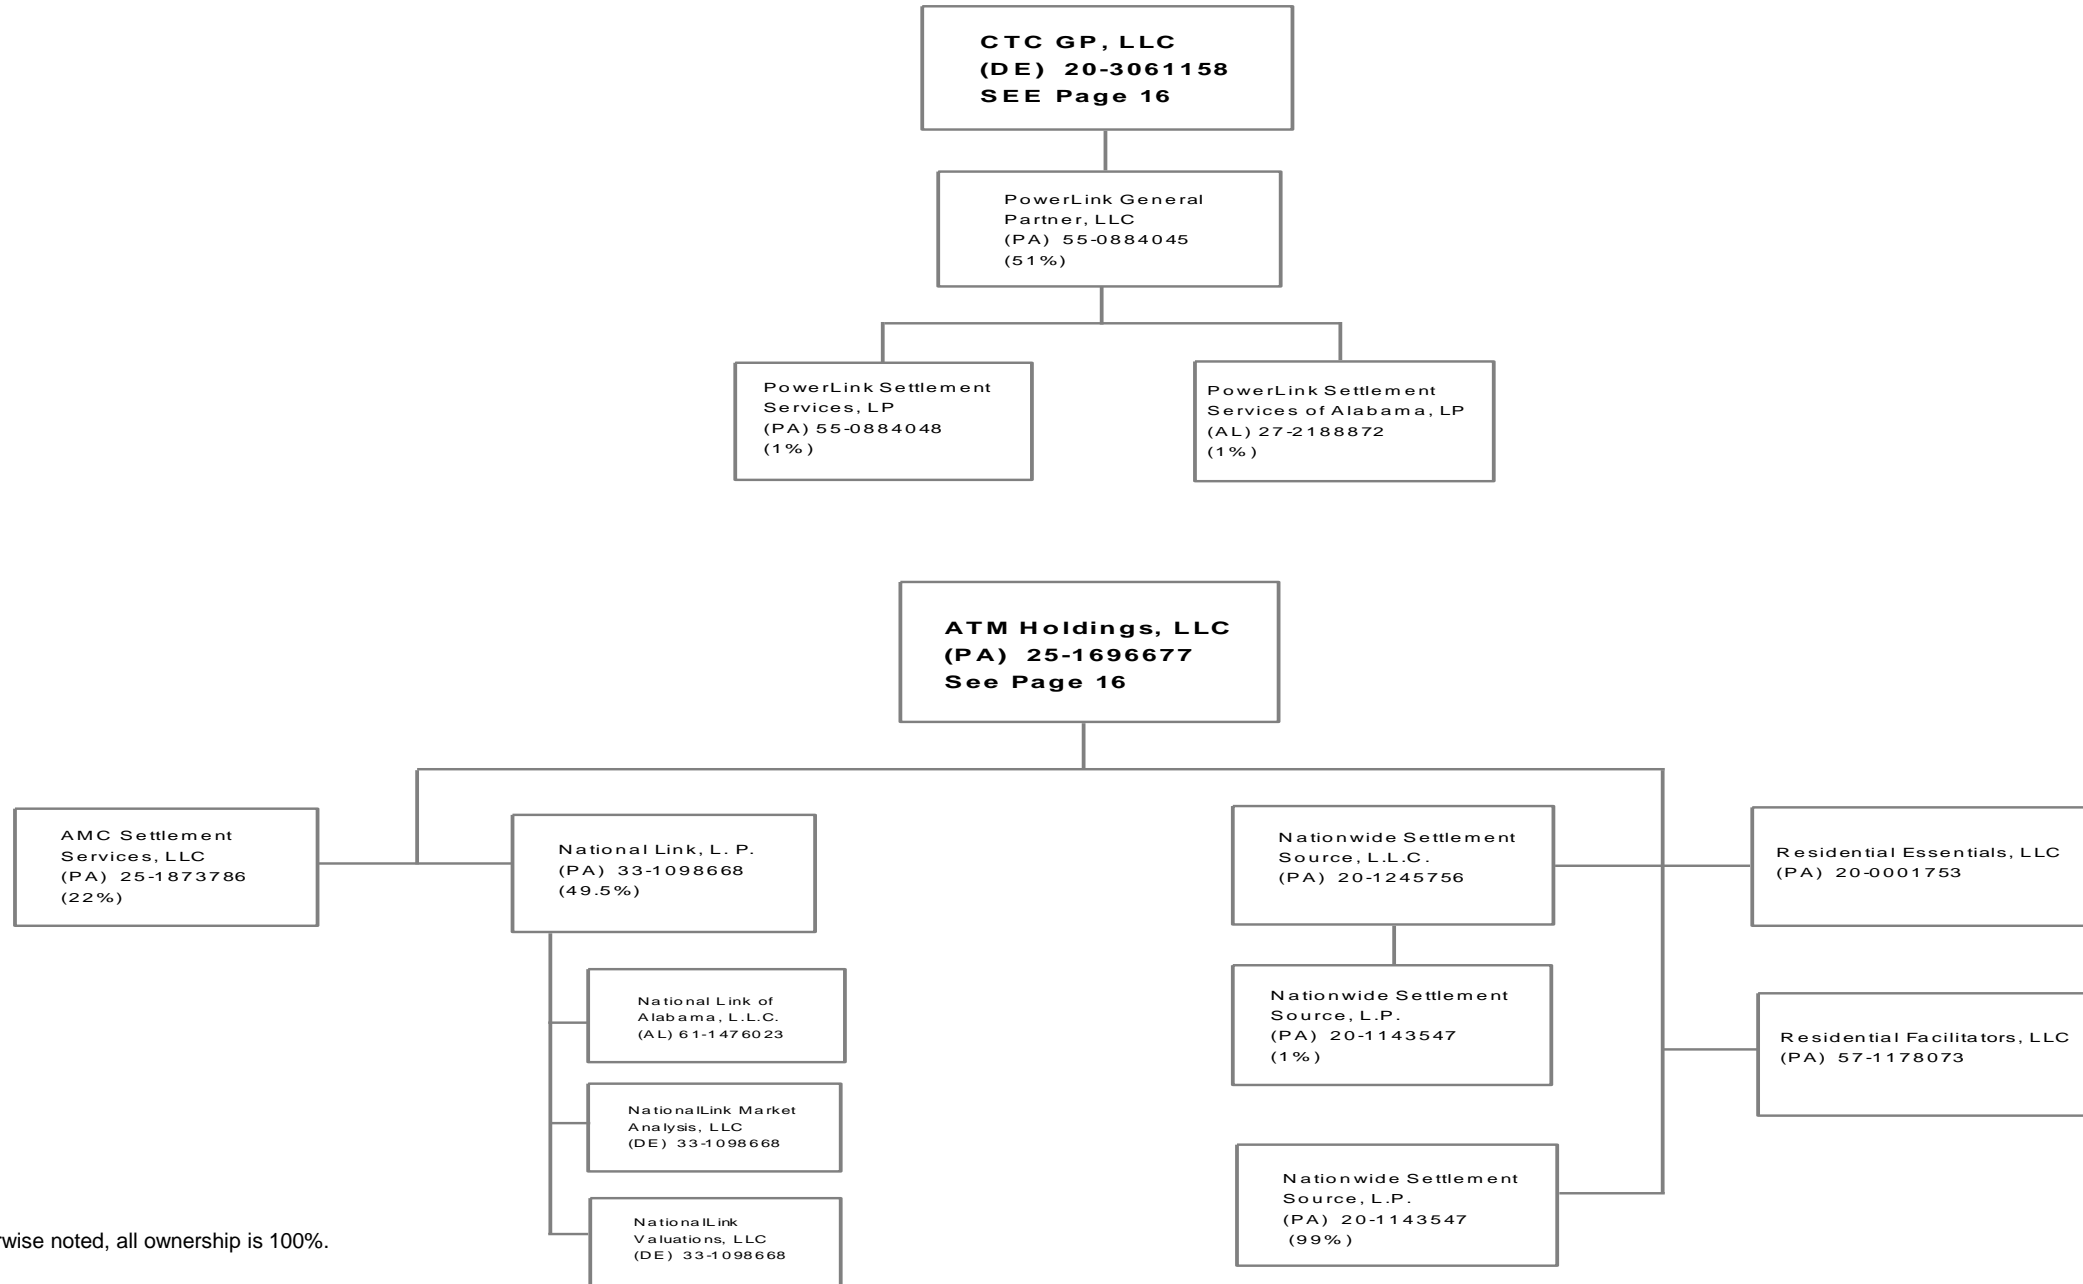 CTC GP, LLC
(DE) 20-3061158
SEE Page 16
PowerLink General
Partner, LLC
(PA) 55-0884045
(51%)
PowerLink Settlement
Services, LP
(PA) 55-0884048
(1%)
PowerLink Settlement
Services of Alabama, LP
(AL) 27-2188872
(1%)
ATM Holdings, LLC
(PA) 25-1696677
See Page 16
AMC Settlement
Services, LLC
(PA) 25-1873786
(22%)
National Link, L. P.
(PA) 33-1098668
(49.5%)
National Link of
Alabama, L.L.C.
(AL) 61-1476023
NationalLink Market
Analysis, LLC
(DE) 33-1098668
NationalLink
Valuations, LLC
(DE) 33-1098668
Nationwide Settlement
Source, L.L.C.
(PA) 20-1245756
Nationwide Settlement
Source, L.P.
(PA) 20-1143547
(1%)
Nationwide Settlement
Source, L.P.
(PA) 20-1143547
(99%)
Residential Essentials, LLC
(PA) 20-0001753
Residential Facilitators, LLC
(PA) 57-1178073
rwise noted, all ownership is 100%.